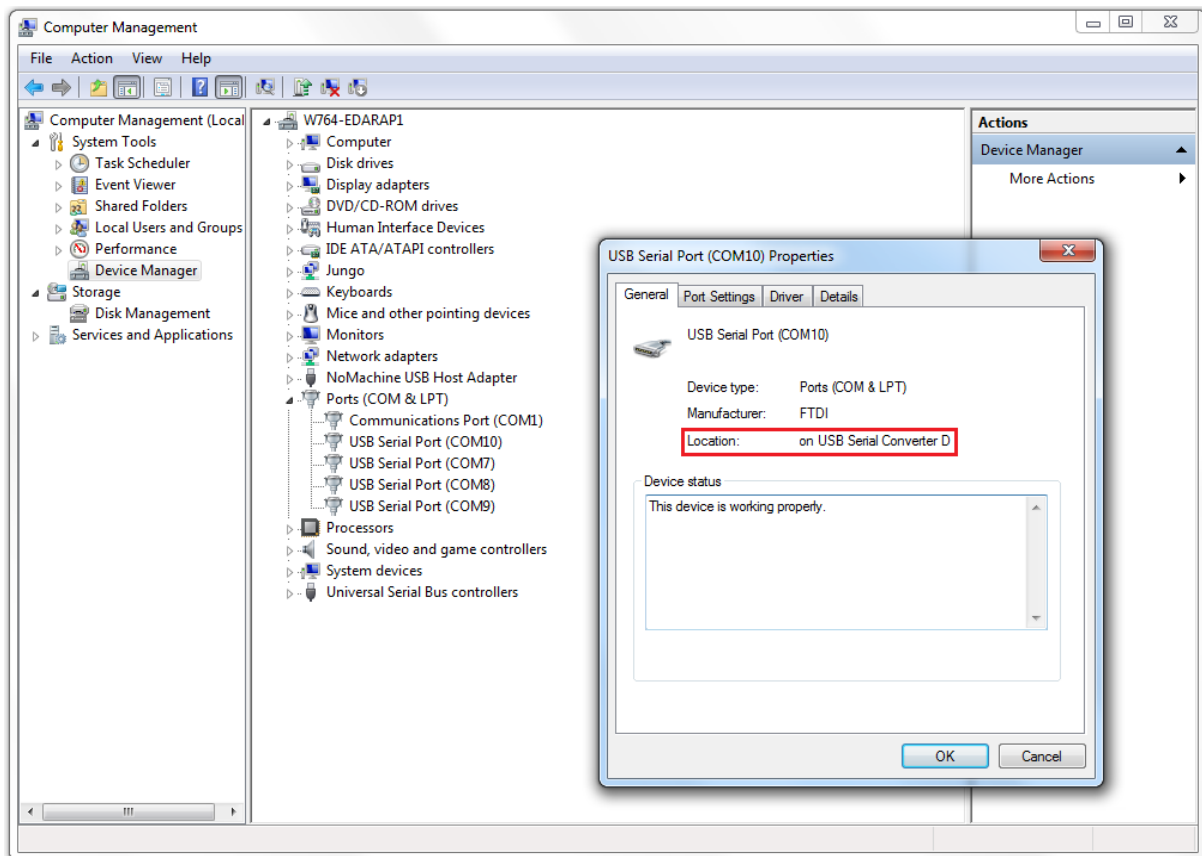 Computer Management
File Action View Help
Computer Management (Local
System Tools
Task Scheduler
Event Viewer
Shared Folders
Local Users and Groups
Performance
Device Manager
Storage
Disk Management
Services and Applications
W764-EDARAP1
Computer
Disk drives
Display adapters
DVD/CD-ROM drives
Human Interface Devices
IDE ATA/ATAPI controllers
Jungo
Keyboards
Mice and other pointing devices
Monitors
Network adapters
NoMachine USB Host Adapter
Ports (COM & LPT)
Communications Port (COM1)
USB Serial Port (COM10)
USB Serial Port (COM7)
USB Serial Port (COM8)
USB Serial Port (COM9)
Processors
Sound, video and game controllers
System devices
Universal Serial Bus controllers
Actions
Device Manager
More Actions
USB Serial Port (COM10) Properties
General Port Settings Driver Details
USB Serial Port (COM10)
Device type: Ports (COM & LPT)
Manufacturer: FTDI
Location: on USB Serial Converter D
Device status
This device is working properly.
OK Cancel